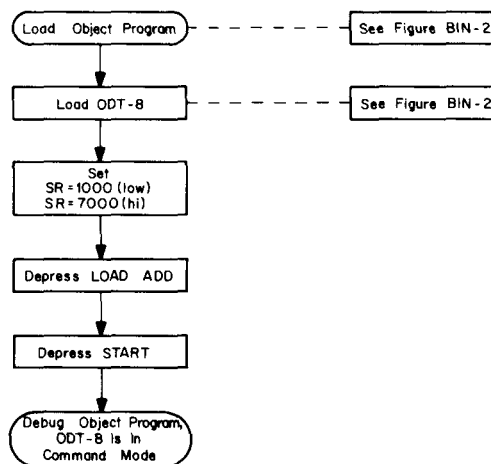 Load Object Program
See Figure BIN-2
Load ODT-8
See Figure BIN-2
Set
SR=1000 (low)
SR=7000 (hi)
Depress LOAD ADD
Depress START
Debug Object Program,
ODT-8 Is In
Command Mode